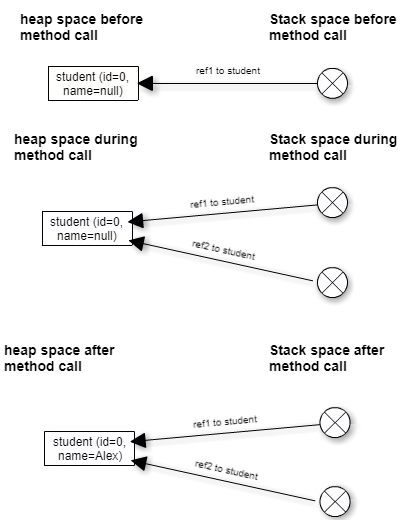 heap space before
method call
Stack space before
method call
student (id=0,
name=null)
ref1 to student
heap space during
method call
Stack space during
method call
student (id=0,
name=null)
ref1 to student
ref2 to student
heap space after
method call
Stack space after
method call
student (id=0,
name=Alex)
ref1 to student
ref2 to student